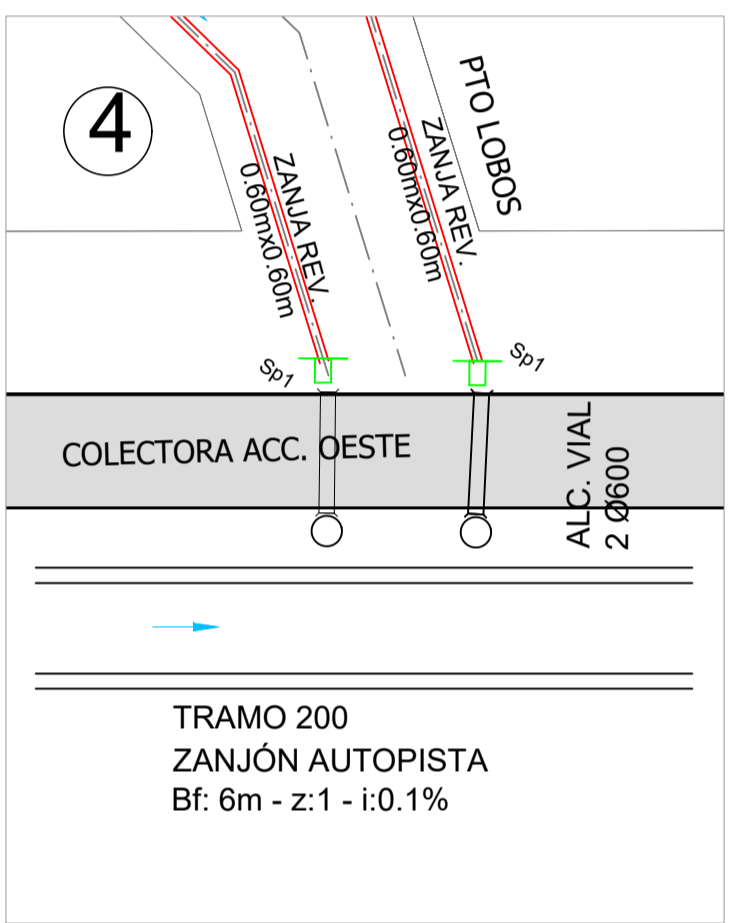 4
PTO LOBOS
ZANJA REV.
0.60mx0.60m
ZANJA REV.
0.60mx0.60m
Sp1
Sp1
COLECTORA ACC. OESTE
ALC. VIAL
2 Ø600
TRAMO 200
ZANJÓN AUTOPISTA
Bf: 6m - z:1 - i:0.1%